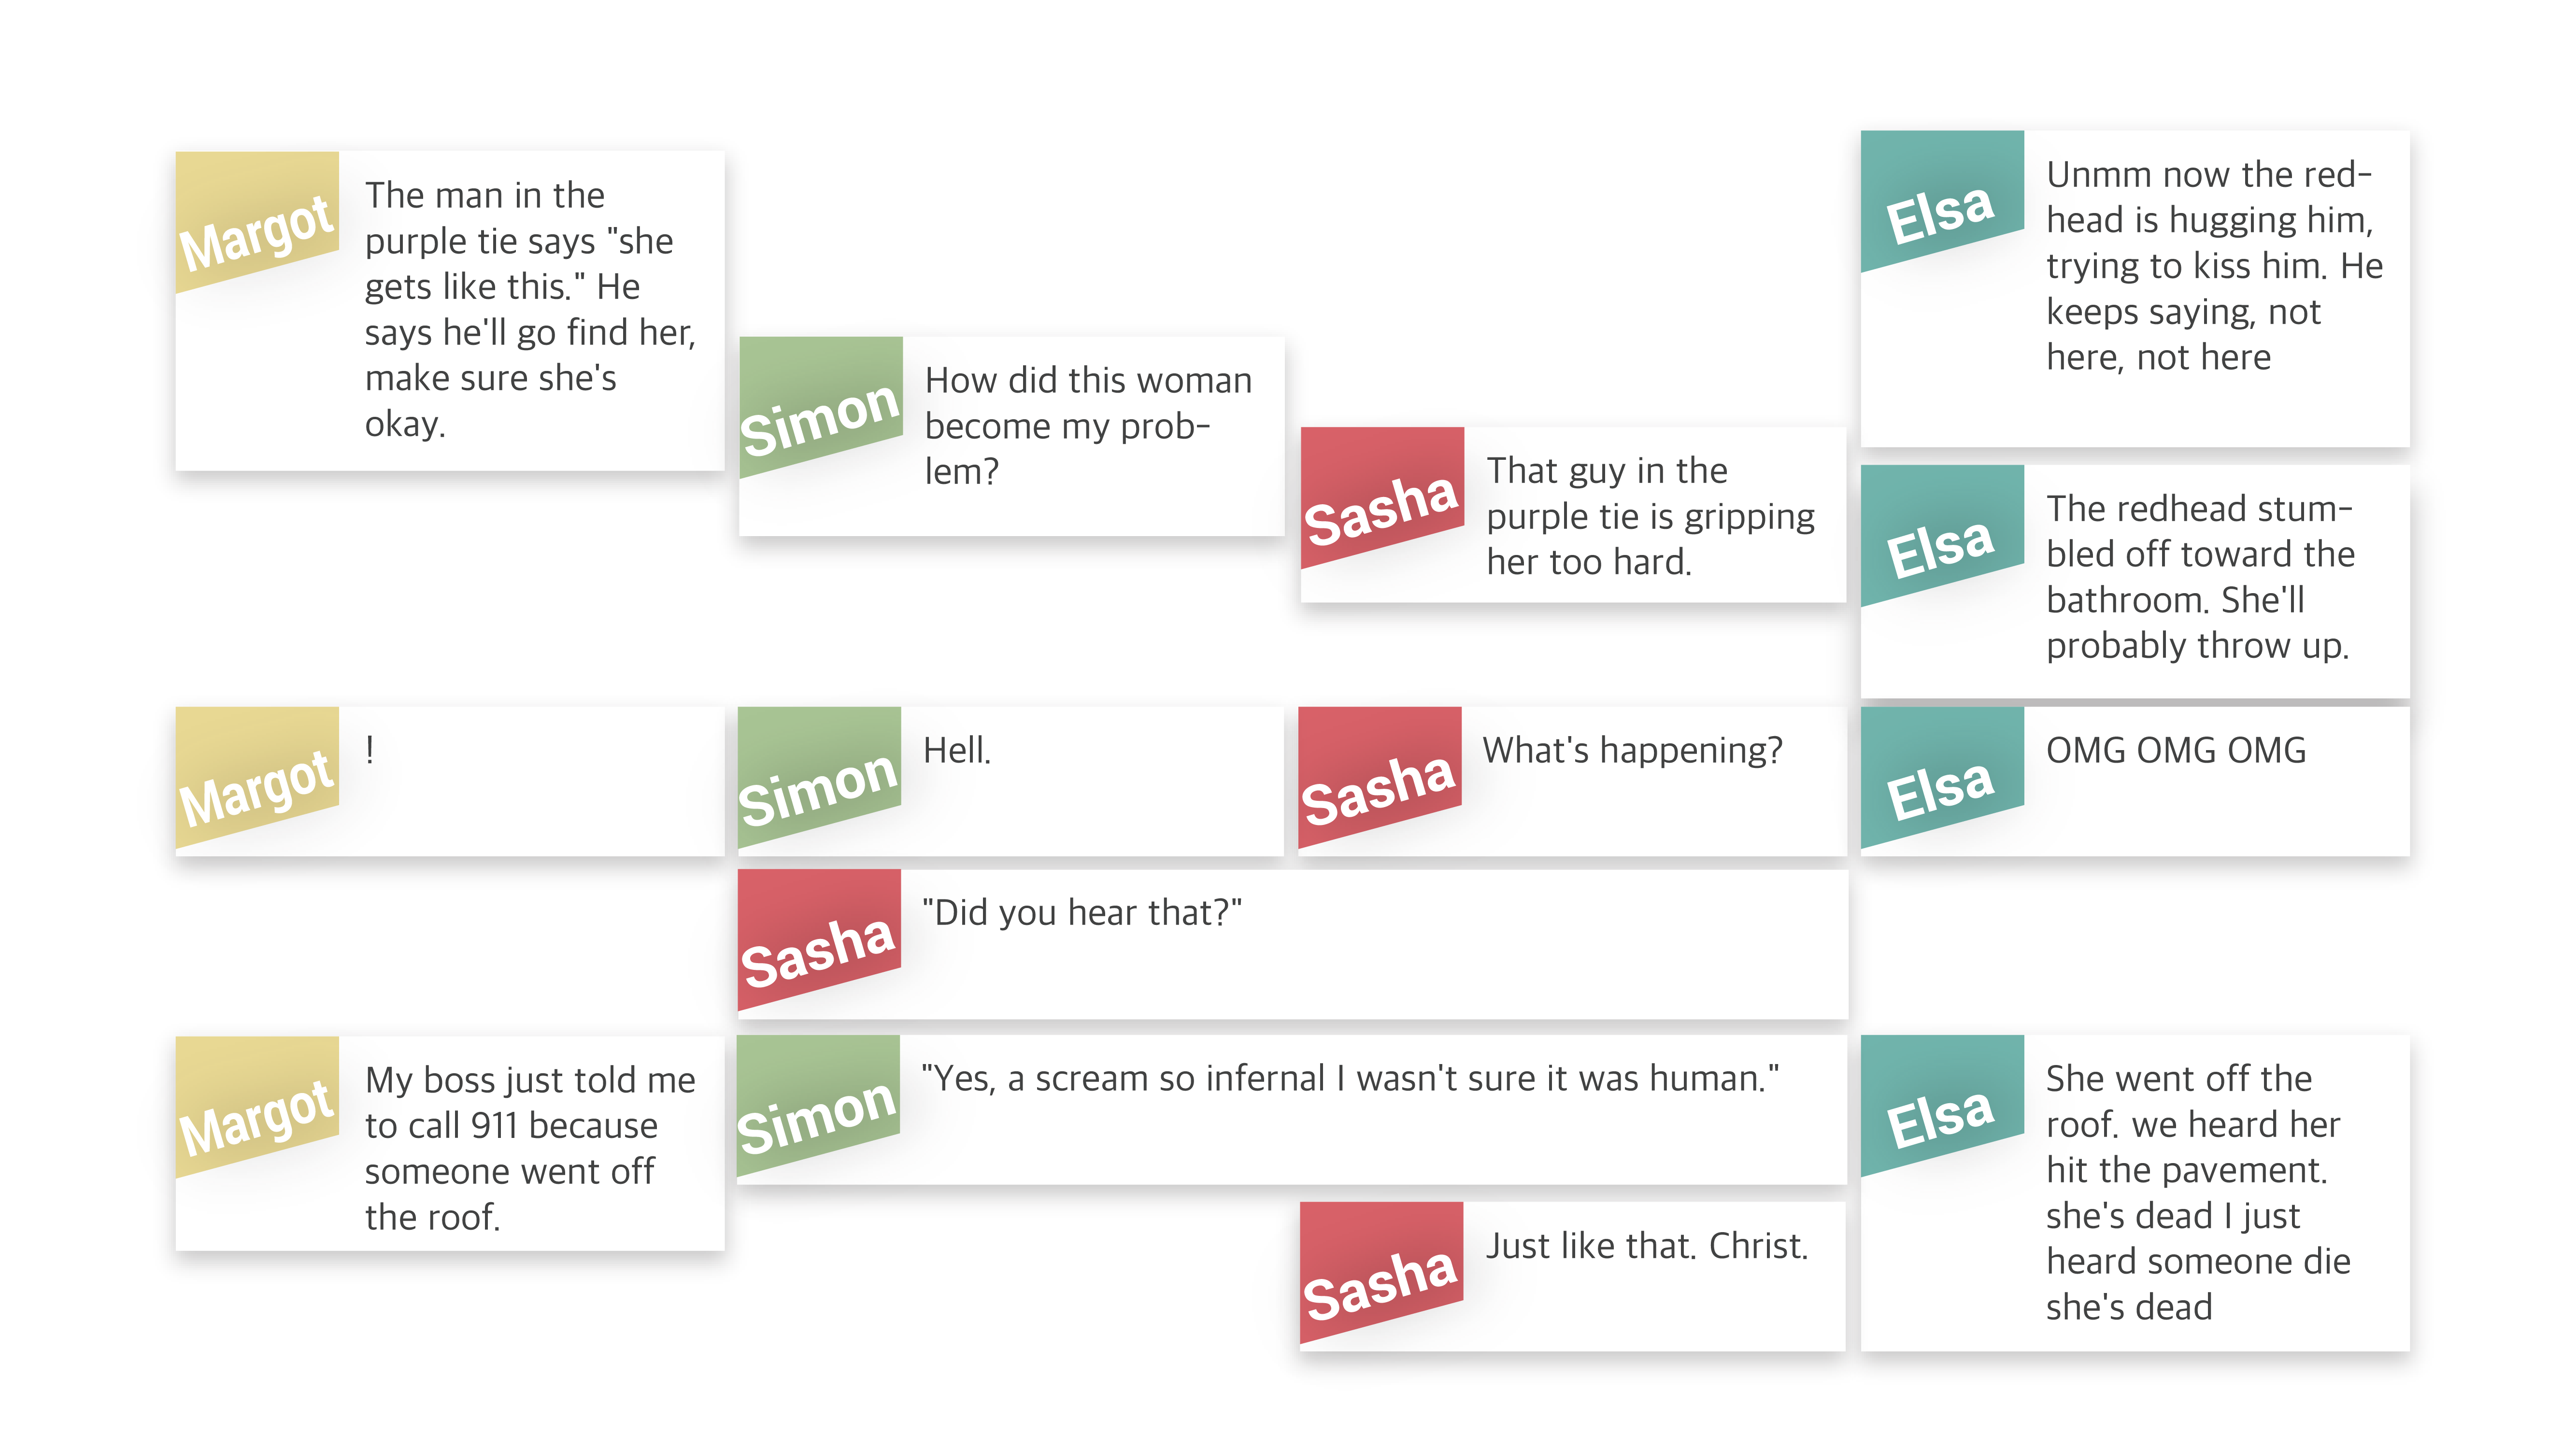 Margot
The man in the
purple tie says "she
gets like this." He
says he'll go find her,
make sure she's
okay.
Simon
How did this woman
become my prob-
lem?
Sasha
That guy in the
purple tie is gripping
her too hard.
Elsa
Unmm now the red-
head is hugging him,
trying to kiss him. He
keeps saying, not
here, not here
Elsa
The redhead stum-
bled off toward the
bathroom. She'll
probably throw up.
Margot
!
Simon
Hell.
Sasha
What's happening?
Elsa
OMG OMG OMG
Sasha
"Did you hear that?"
Margot
My boss just told me
to call 911 because
someone went off
the roof.
Simon
"Yes, a scream so infernal I wasn't sure it was human."
Elsa
She went off the
roof. we heard her
hit the pavement.
she's dead I just
heard someone die
she's dead
Sasha
Just like that. Christ.